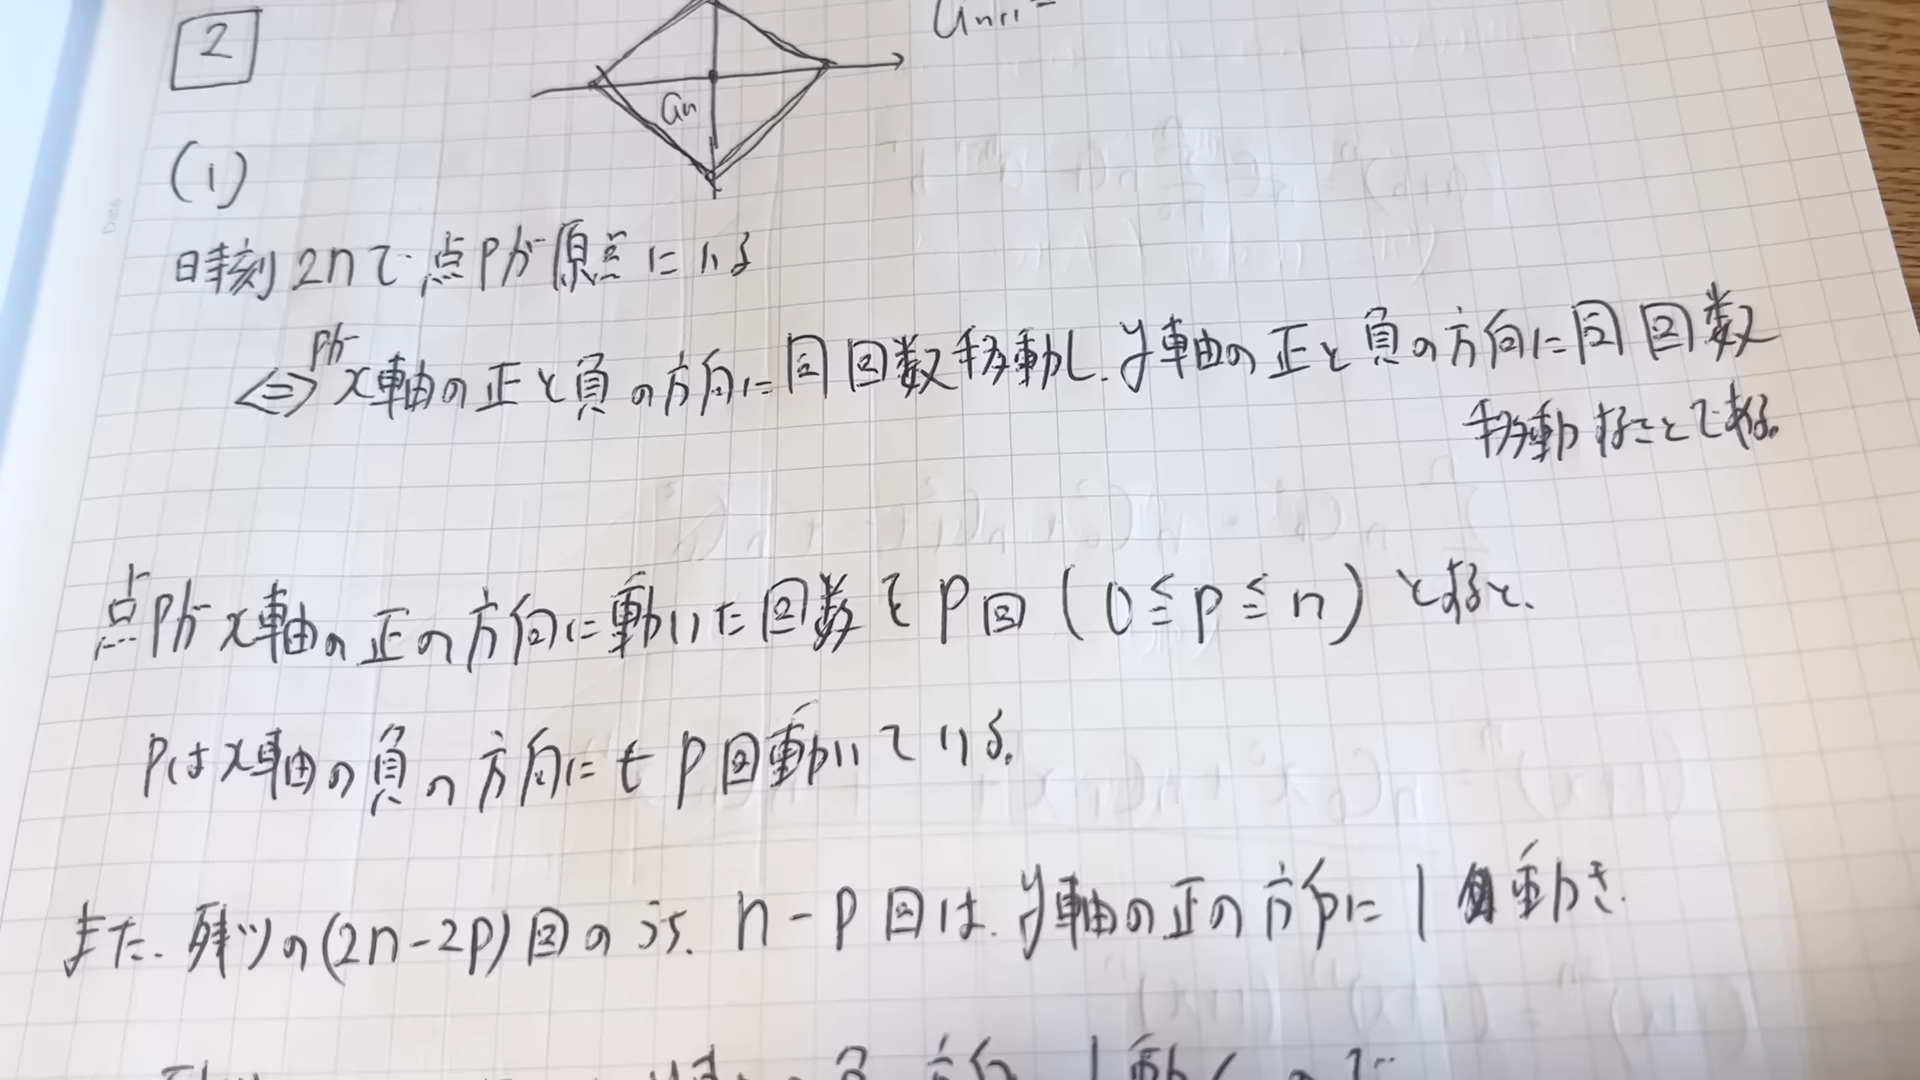 2
an
an+1 =
(1)
時刻2nで点Pが原点にいる
Pが
⇔ x軸の正と負の方向に同回数移動し、y軸の正と負の方向に同回数
移動することである。
点Pがx軸の正の方向に動いた回数をp回(0≦p≦n)とすると、
Pはx軸の負の方向にもp回動いている。
また、残りの(2n-2p)回のうち、n-p回は、y軸の正の方向に1動き、